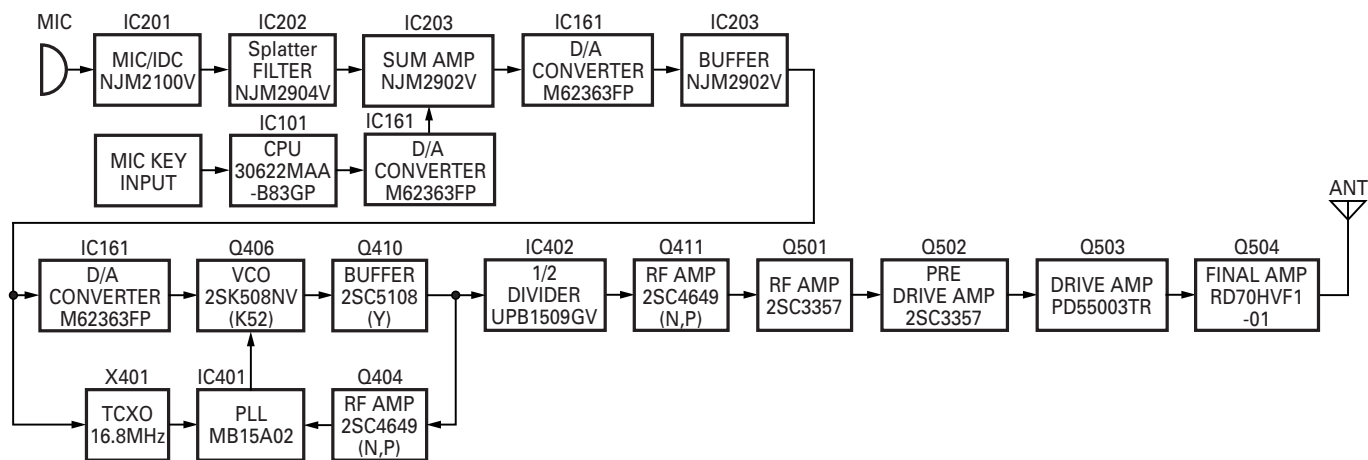 MIC
IC201
MIC/IDC
NJM2100V
IC202
Splatter
FILTER
NJM2904V
IC203
SUM AMP
NJM2902V
IC161
D/A
CONVERTER
M62363FP
IC203
BUFFER
NJM2902V
MIC KEY
INPUT
IC101
CPU
30622MAA
-B83GP
IC161
D/A
CONVERTER
M62363FP
ANT
IC161
D/A
CONVERTER
M62363FP
Q406
VCO
2SK508NV
(K52)
Q410
BUFFER
2SC5108
(Y)
IC402
1/2
DIVIDER
UPB1509GV
Q411
RF AMP
2SC4649
(N,P)
Q501
RF AMP
2SC3357
Q502
PRE
DRIVE AMP
2SC3357
Q503
DRIVE AMP
PD55003TR
Q504
FINAL AMP
RD70HVF1
-01
X401
TCXO
16.8MHz
IC401
PLL
MB15A02
Q404
RF AMP
2SC4649
(N,P)